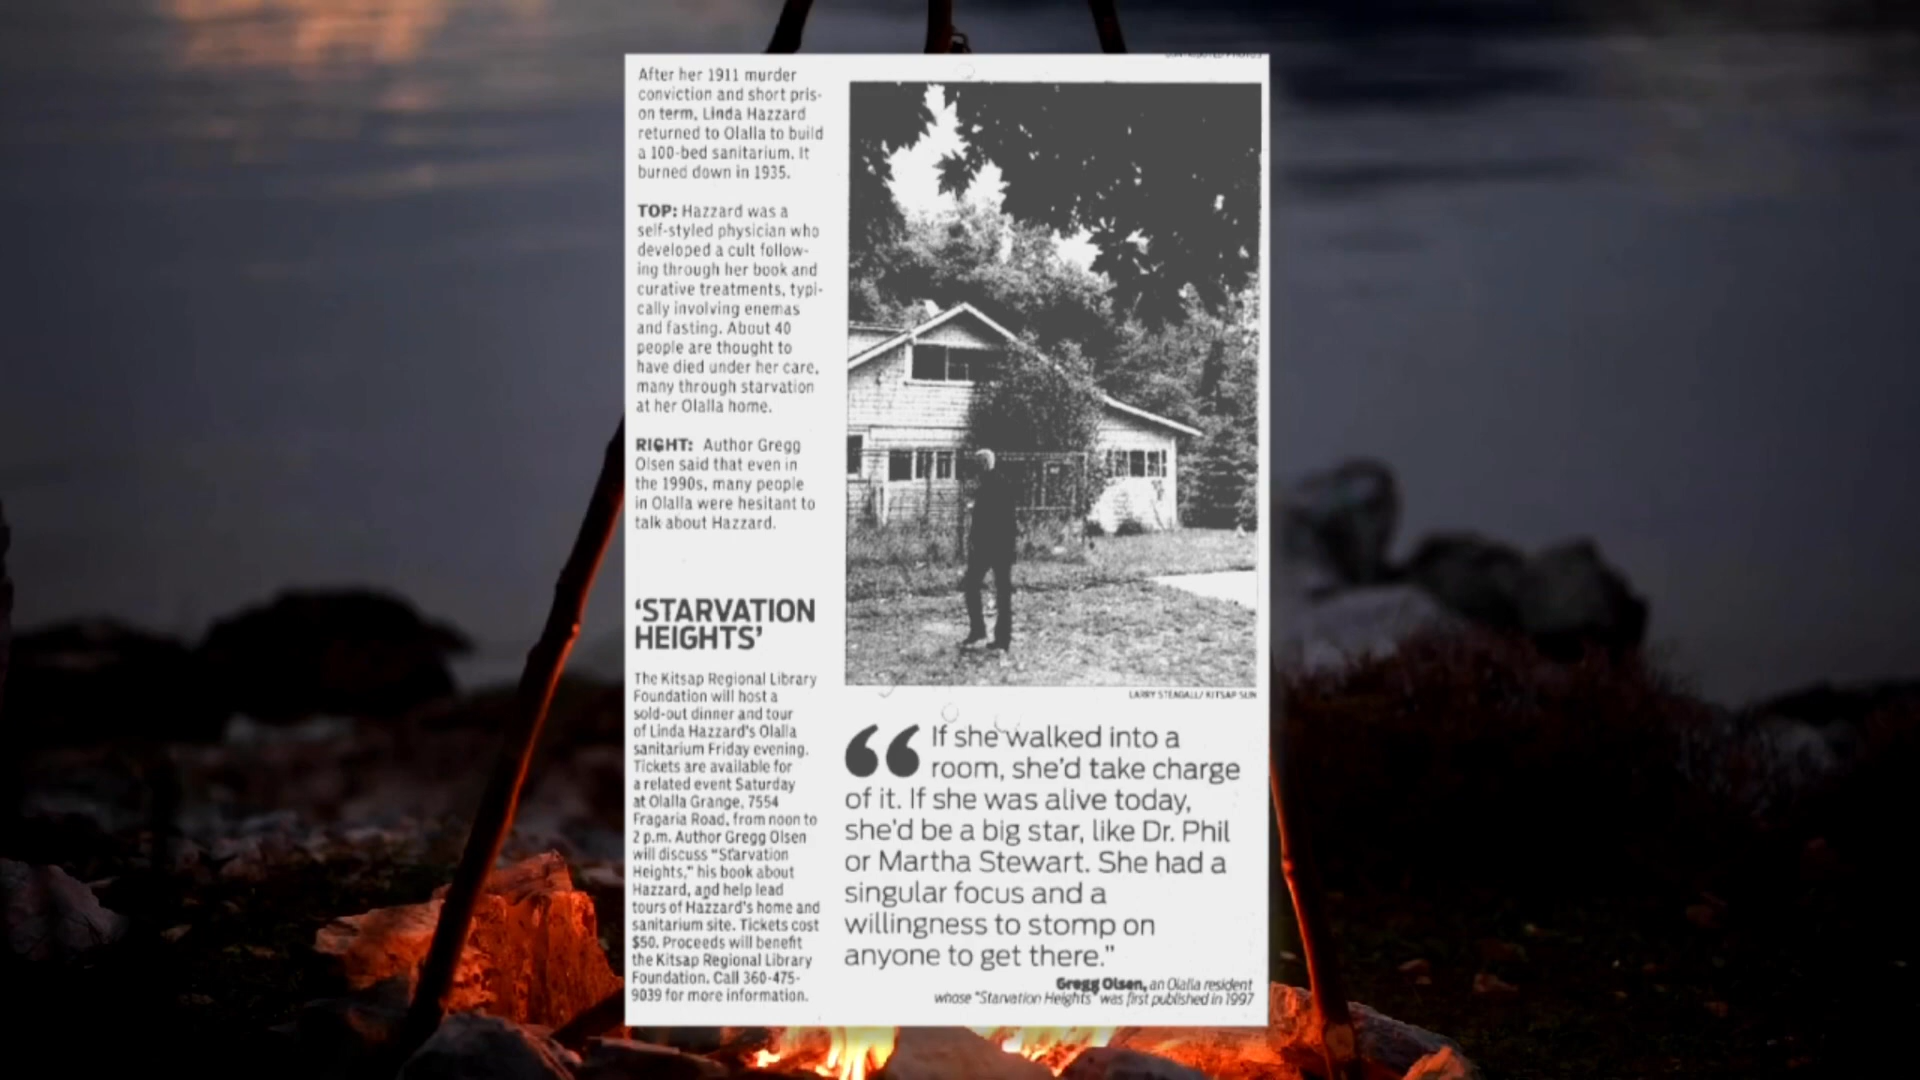 After her 1911 murder
conviction and short pris-
on term, Linda Hazzard
returned to Olalla to build
a 100-bed sanitarium. It
burned down in 1935.
TOP: Hazzard was a
self-styled physician who
developed a cult follow-
ing through her book and
curative treatments, typi-
cally involving enemas
and fasting. About 40
people are thought to
have died under her care,
many through starvation
at her Olalla home.
RIGHT: Author Gregg
Olsen said that even in
the 1990s, many people
in Olalla were hesitant to
talk about Hazzard.
‘STARVATION
HEIGHTS’
The Kitsap Regional Library
Foundation will host a
sold-out dinner and tour
of Linda Hazzard's Olalla
sanitarium Friday evening.
Tickets are available for
a related event Saturday
at Olalla Grange, 7554
Fragaria Road, from noon to
2 p.m. Author Gregg Olsen
will discuss "Starvation
Heights," his book about
Hazzard, and help lead
tours of Hazzard's home and
sanitarium site. Tickets cost
$50. Proceeds will benefit
the Kitsap Regional Library
Foundation. Call 360-475-
9039 for more information.
LARRY STEAGALL/ KITSAP SUN
“If she walked into a
room, she'd take charge
of it. If she was alive today,
she'd be a big star, like Dr. Phil
or Martha Stewart. She had a
singular focus and a
willingness to stomp on
anyone to get there.”
Gregg Olsen, an Olalla resident
whose "Starvation Heights" was first published in 1997